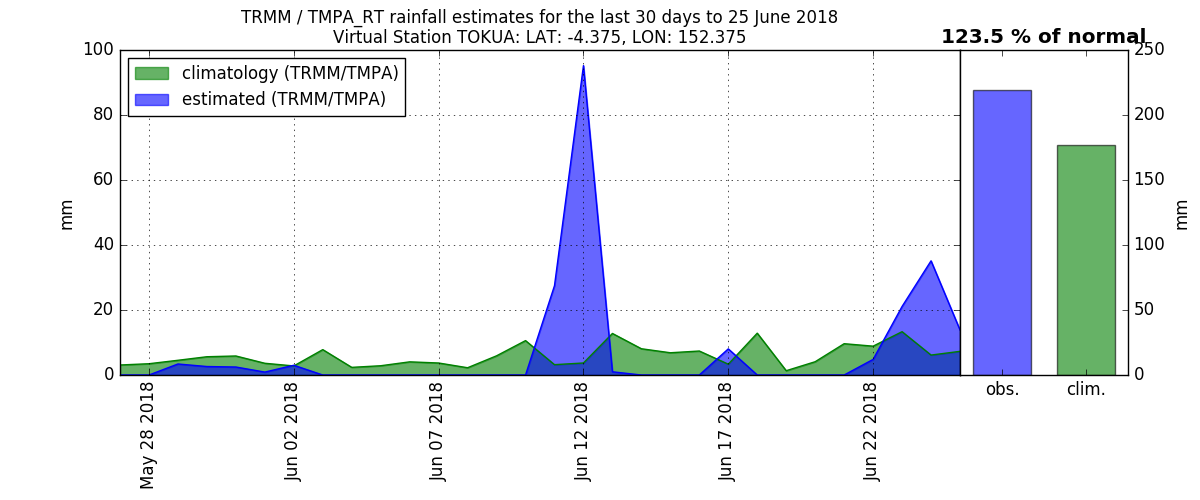 TRMM / TMPA_RT rainfall estimates for the last 30 days to 25 June 2018
Virtual Station TOKUA: LAT: -4.375, LON: 152.375
123.5 % of normal
climatology (TRMM/TMPA)
estimated (TRMM/TMPA)
mm
100
80
60
40
20
0
May 28 2018
Jun 02 2018
Jun 07 2018
Jun 12 2018
Jun 17 2018
Jun 22 2018
250
200
150
100
50
0
mm
obs.
clim.